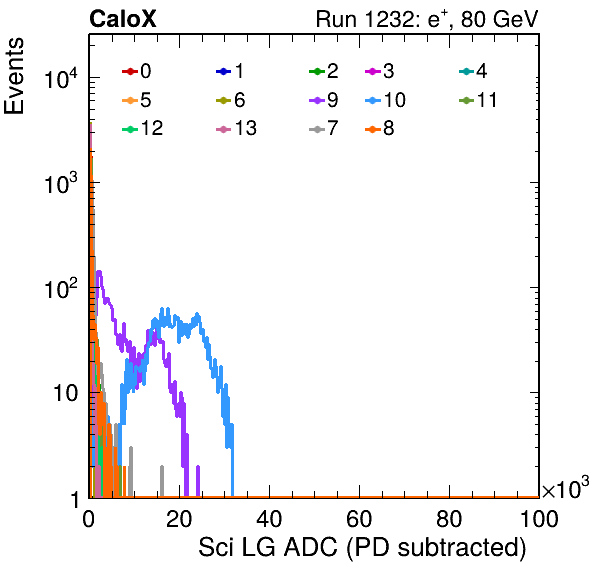 CaloX Run 1232: e⁺, 80 GeV
Events
0 1 2 3 4
5 6 9 10 11
12 13 7 8
10⁴
10³
10²
10
1
0 20 40 60 80 100
×10³
Sci LG ADC (PD subtracted)